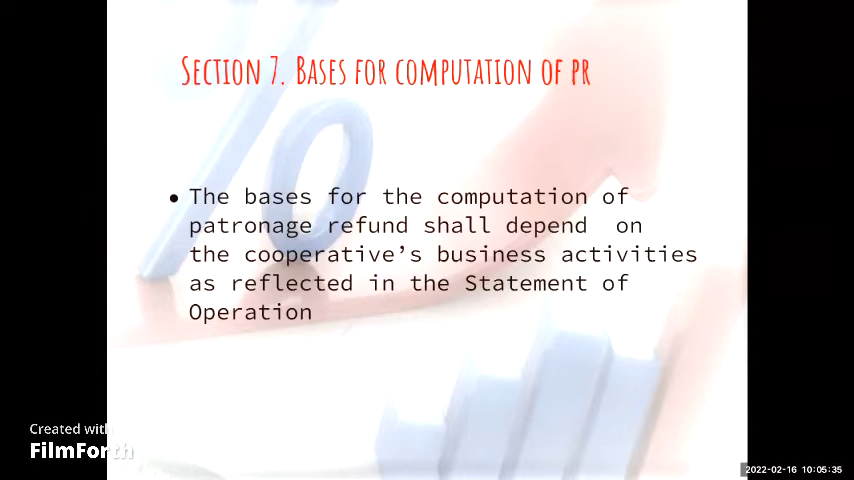 Section 7. Bases for computation of PR
• The bases for the computation of
patronage refund shall depend on
the cooperative’s business activities
as reflected in the Statement of
Operation
Created with
FilmForth
2022-02-16 10:05:35